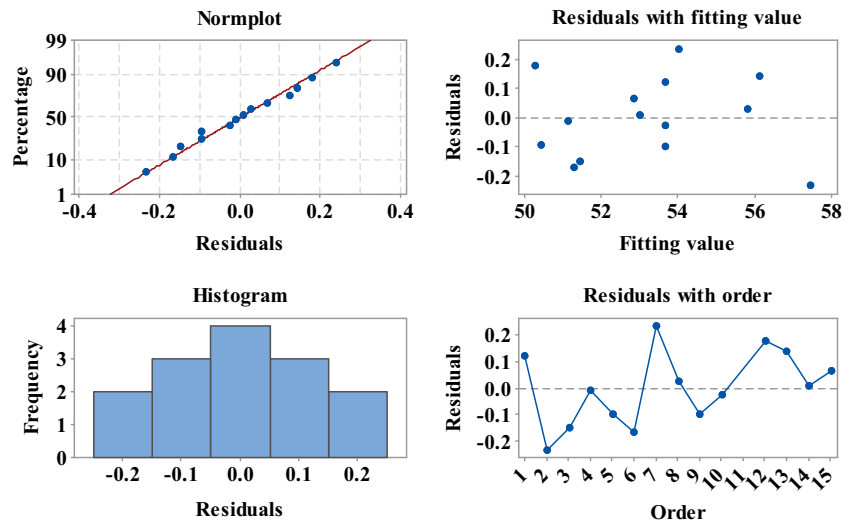 Normplot
99
90
50
10
1
-0.4 -0.2 0.0 0.2 0.4
Percentage
Residuals
Residuals with fitting value
0.2
0.1
0.0
-0.1
-0.2
50 52 54 56 58
Residuals
Fitting value
Histogram
4
3
2
1
0
-0.2 -0.1 0.0 0.1 0.2
Frequency
Residuals
Residuals with order
0.2
0.1
0.0
-0.1
-0.2
1 2 3 4 5 6 7 8 9 10 11 12 13 14 15
Residuals
Order